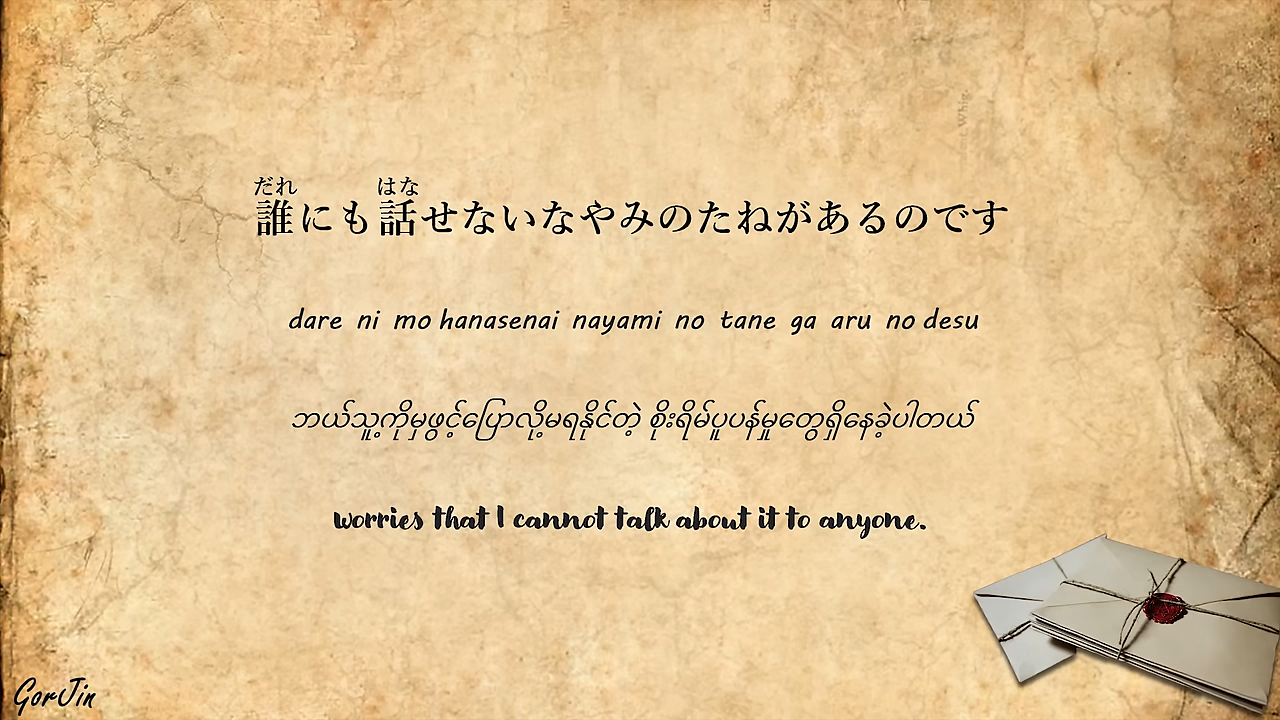 だれ はな
誰にも話せないなやみのたねがあるのです
dare ni mo hanasenai nayami no tane ga aru no desu
ဘယ်သူ့ကိုမှဖွင့်ပြောလို့မရနိုင်တဲ့ စိုးရိမ်ပူပန်မှုတွေရှိနေခဲ့ပါတယ်
worries that I cannot talk about it to anyone.
GorJin